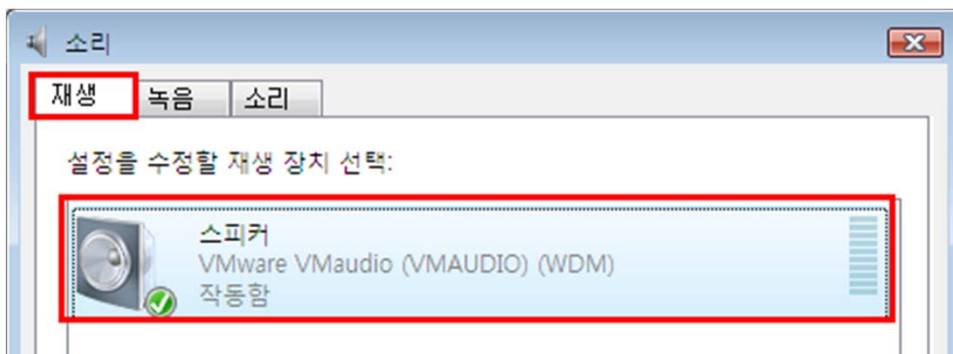 소리
재생 녹음 소리
설정을 수정할 재생 장치 선택:
스피커
VMware VMaudio (VMAUDIO) (WDM)
작동함